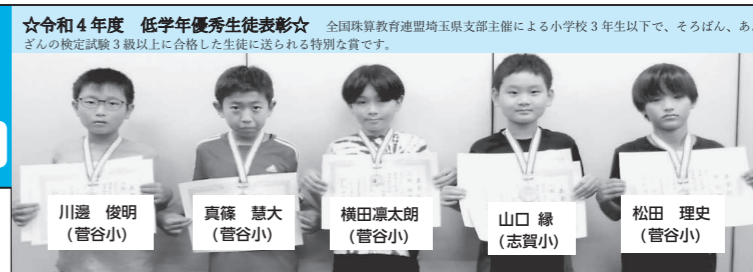 ☆令和４年度　低学年優秀生徒表彰☆　全国珠算教育連盟埼玉県支部主催による小学校３年生以下で、そろばん、あ
ざんの検定試験３級以上に合格した生徒に送られる特別な賞です。
川邊　俊明
(菅谷小)
真篠　慧大
(菅谷小)
横田凛太朗
(菅谷小)
山口 縁
(志賀小)
松田　理史
(菅谷小)